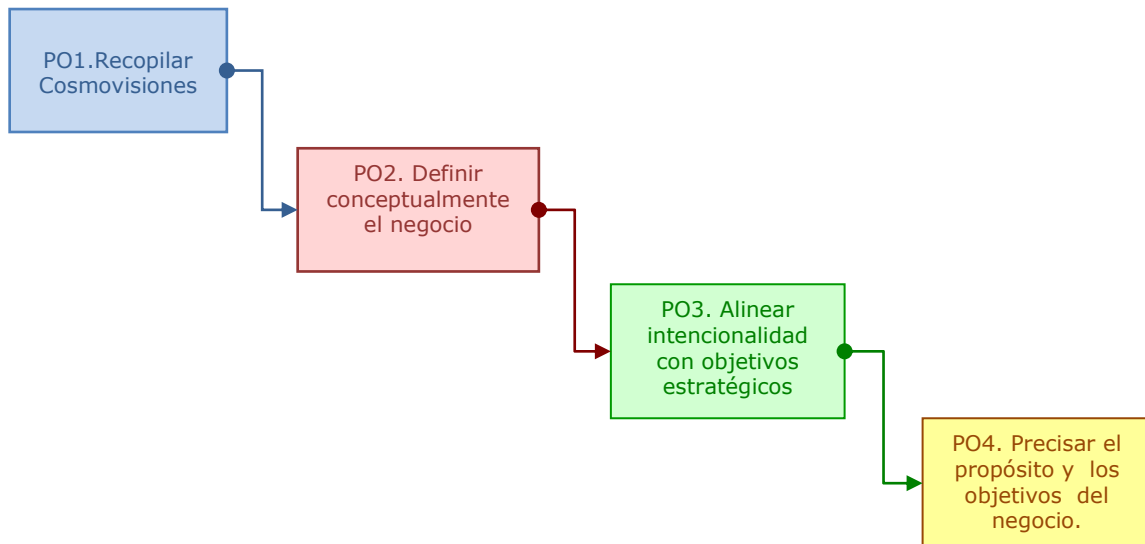 PO1.Recopilar
Cosmovisiones
PO2. Definir
conceptualmente
el negocio
PO3. Alinear
intencionalidad
con objetivos
estratégicos
PO4. Precisar el
propósito y  los
objetivos  del
negocio.